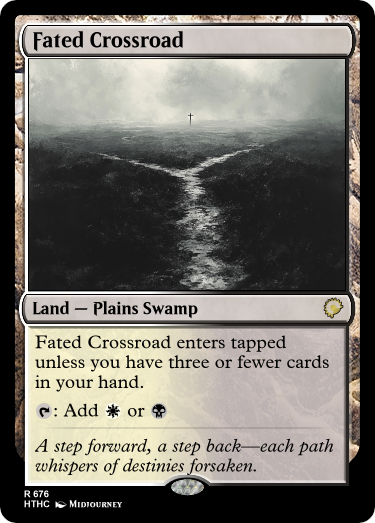 Fated Crossroad
Land — Plains Swamp
Fated Crossroad enters tapped
unless you have three or fewer cards
in your hand.
: Add or
A step forward, a step back—each path
whispers of destinies forsaken.
R 676
HTHC Midjourney